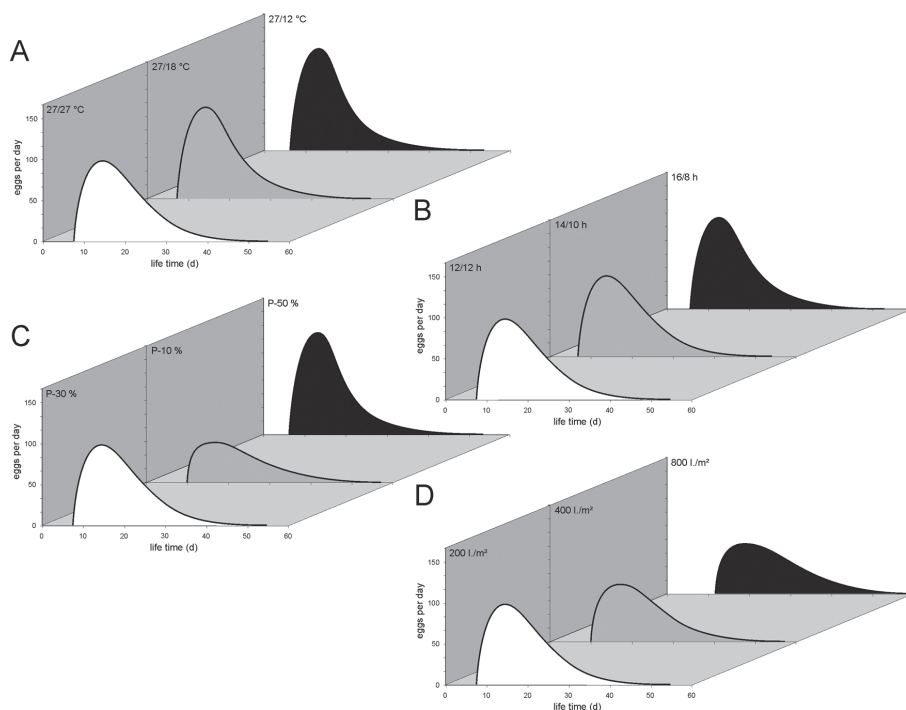 A
27/12 °C
27/18 °C
27/27 °C
150
100
50
0
eggs per day
0 10 20 30 40 50 60
life time (d)
B
16/8 h
14/10 h
12/12 h
150
100
50
0
eggs per day
0 10 20 30 40 50 60
life time (d)
C
P-50 %
P-10 %
P-30 %
150
100
50
0
eggs per day
0 10 20 30 40 50 60
life time (d)
D
800 I./m²
400 I./m²
200 I./m²
150
100
50
0
eggs per day
0 10 20 30 40 50 60
life time (d)